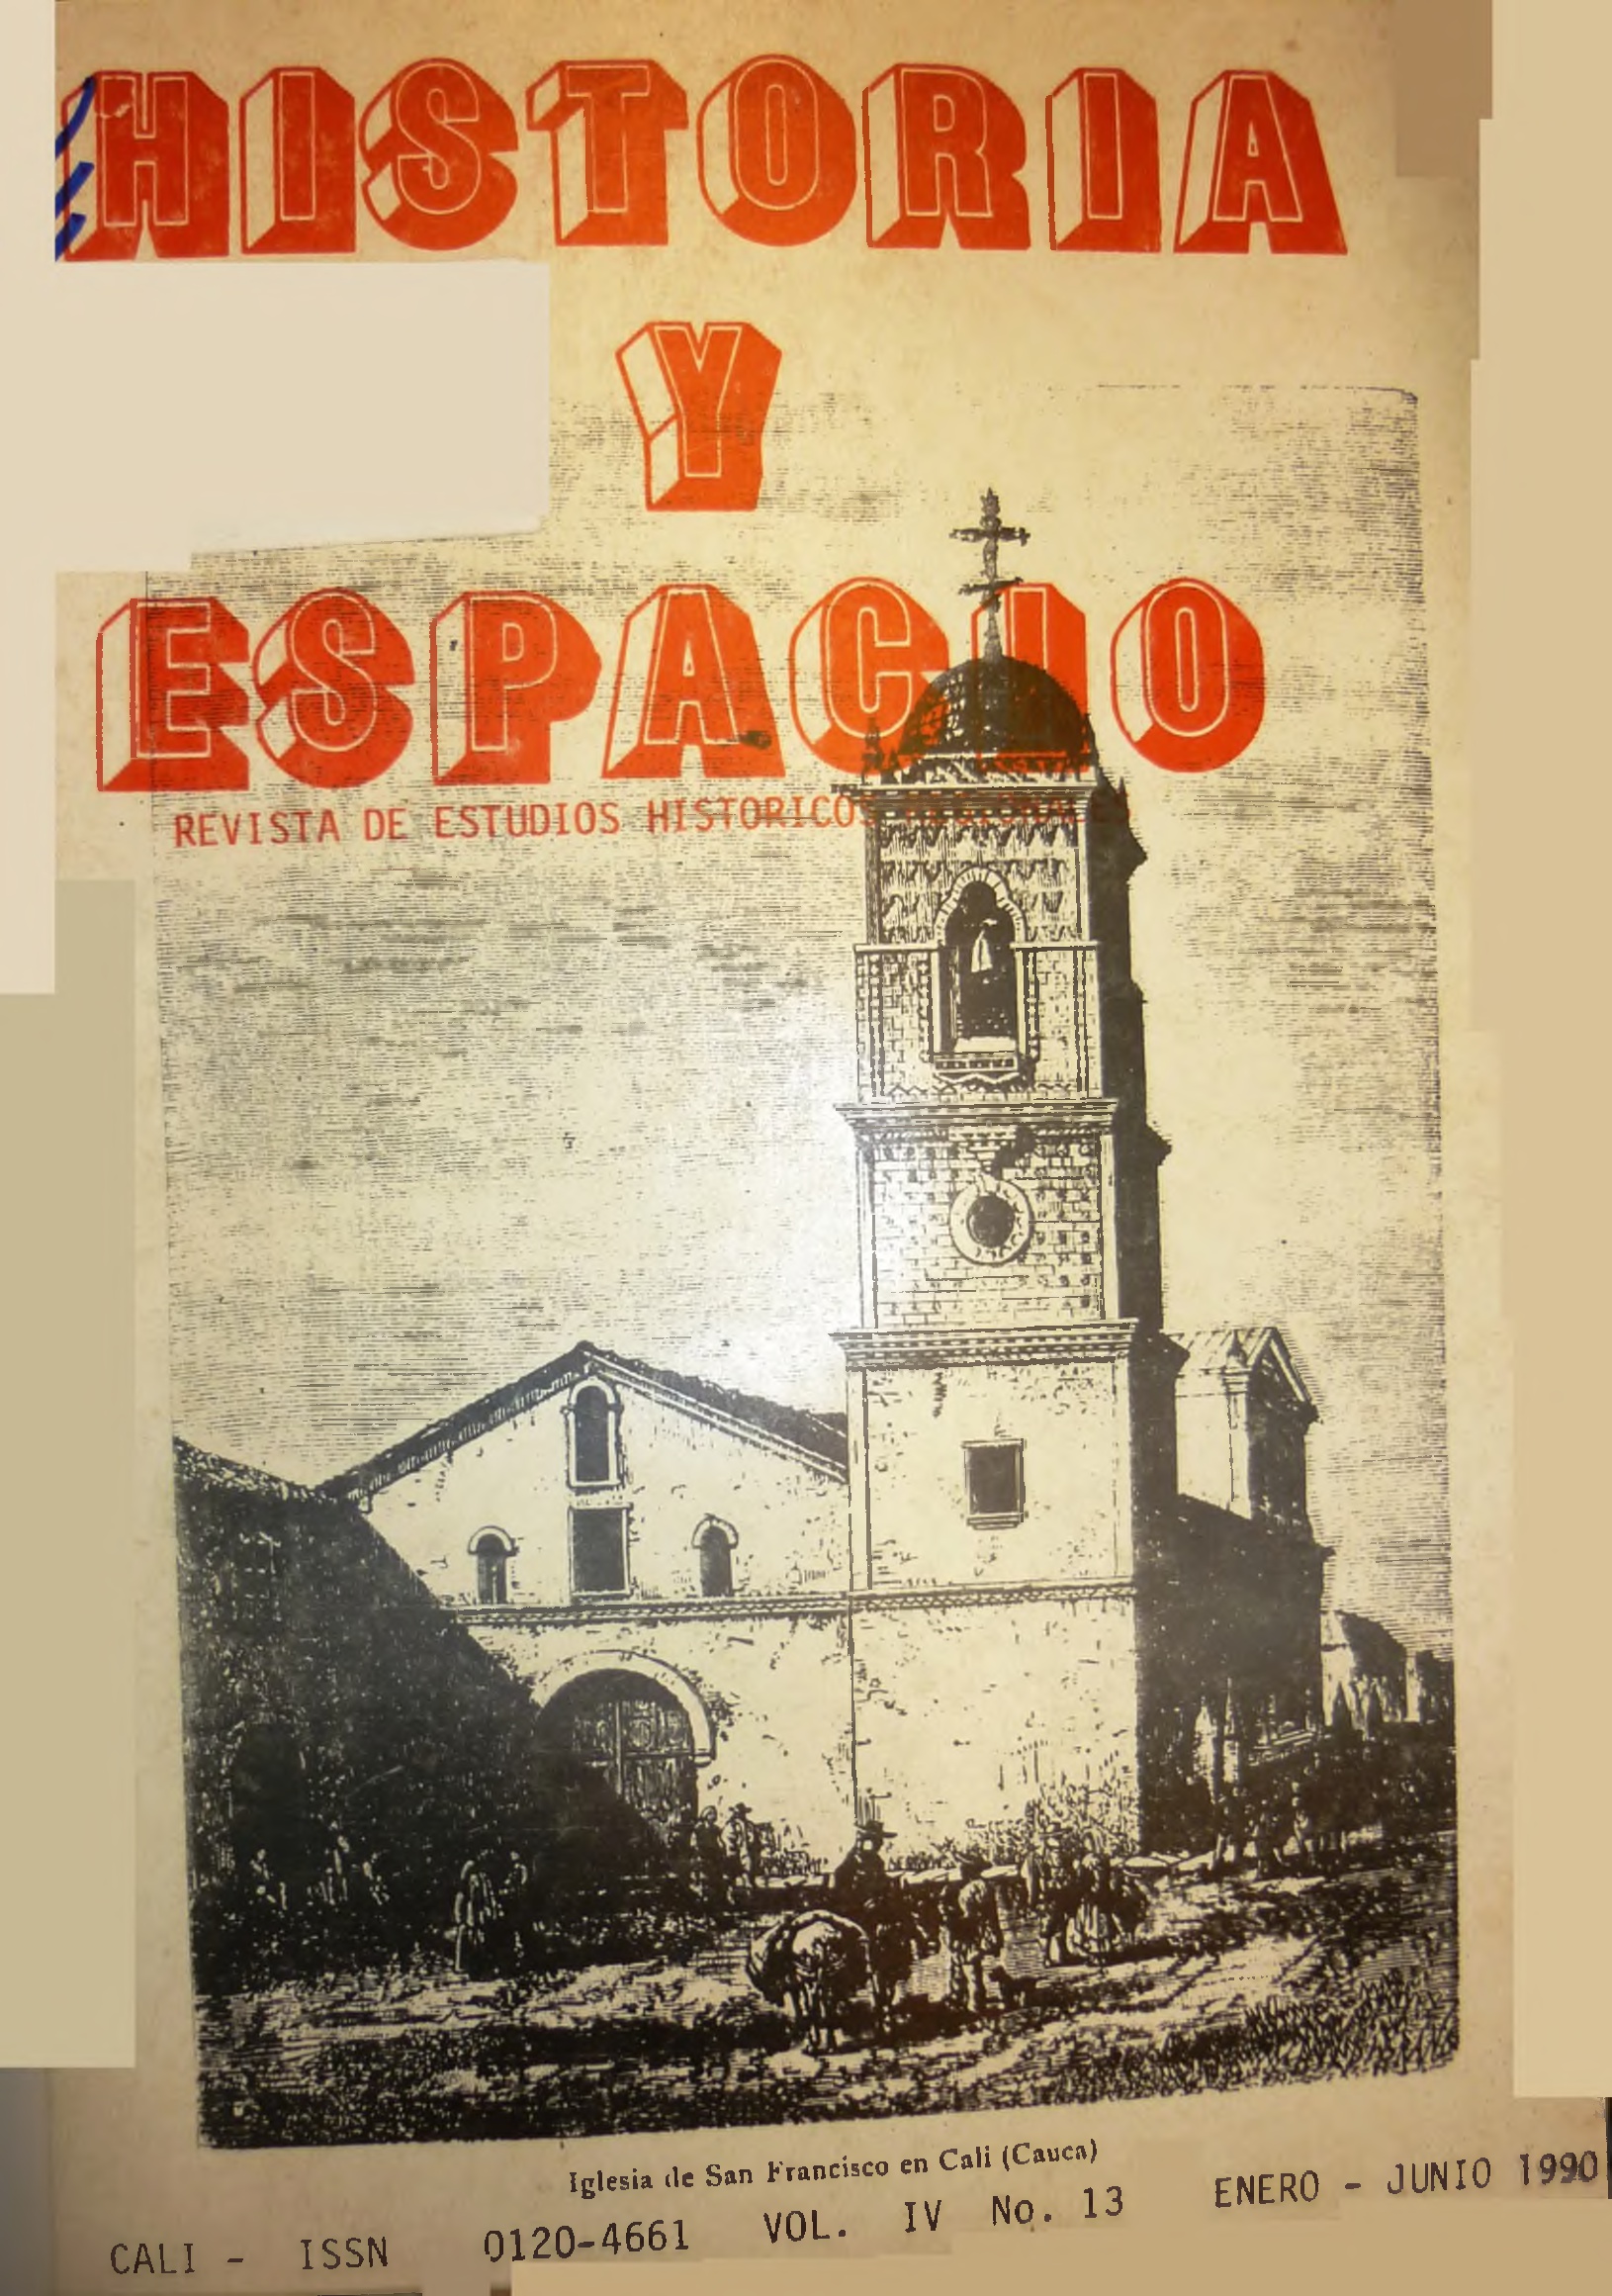 HISTORIA
Y
ESPACIO
REVISTA DE ESTUDIOS HISTORICOS REGIONALES
Iglesia de San Francisco en Cali (Cauca)
CALI - ISSN 0120-4661 VOL. IV No. 13 ENERO - JUNIO 1990